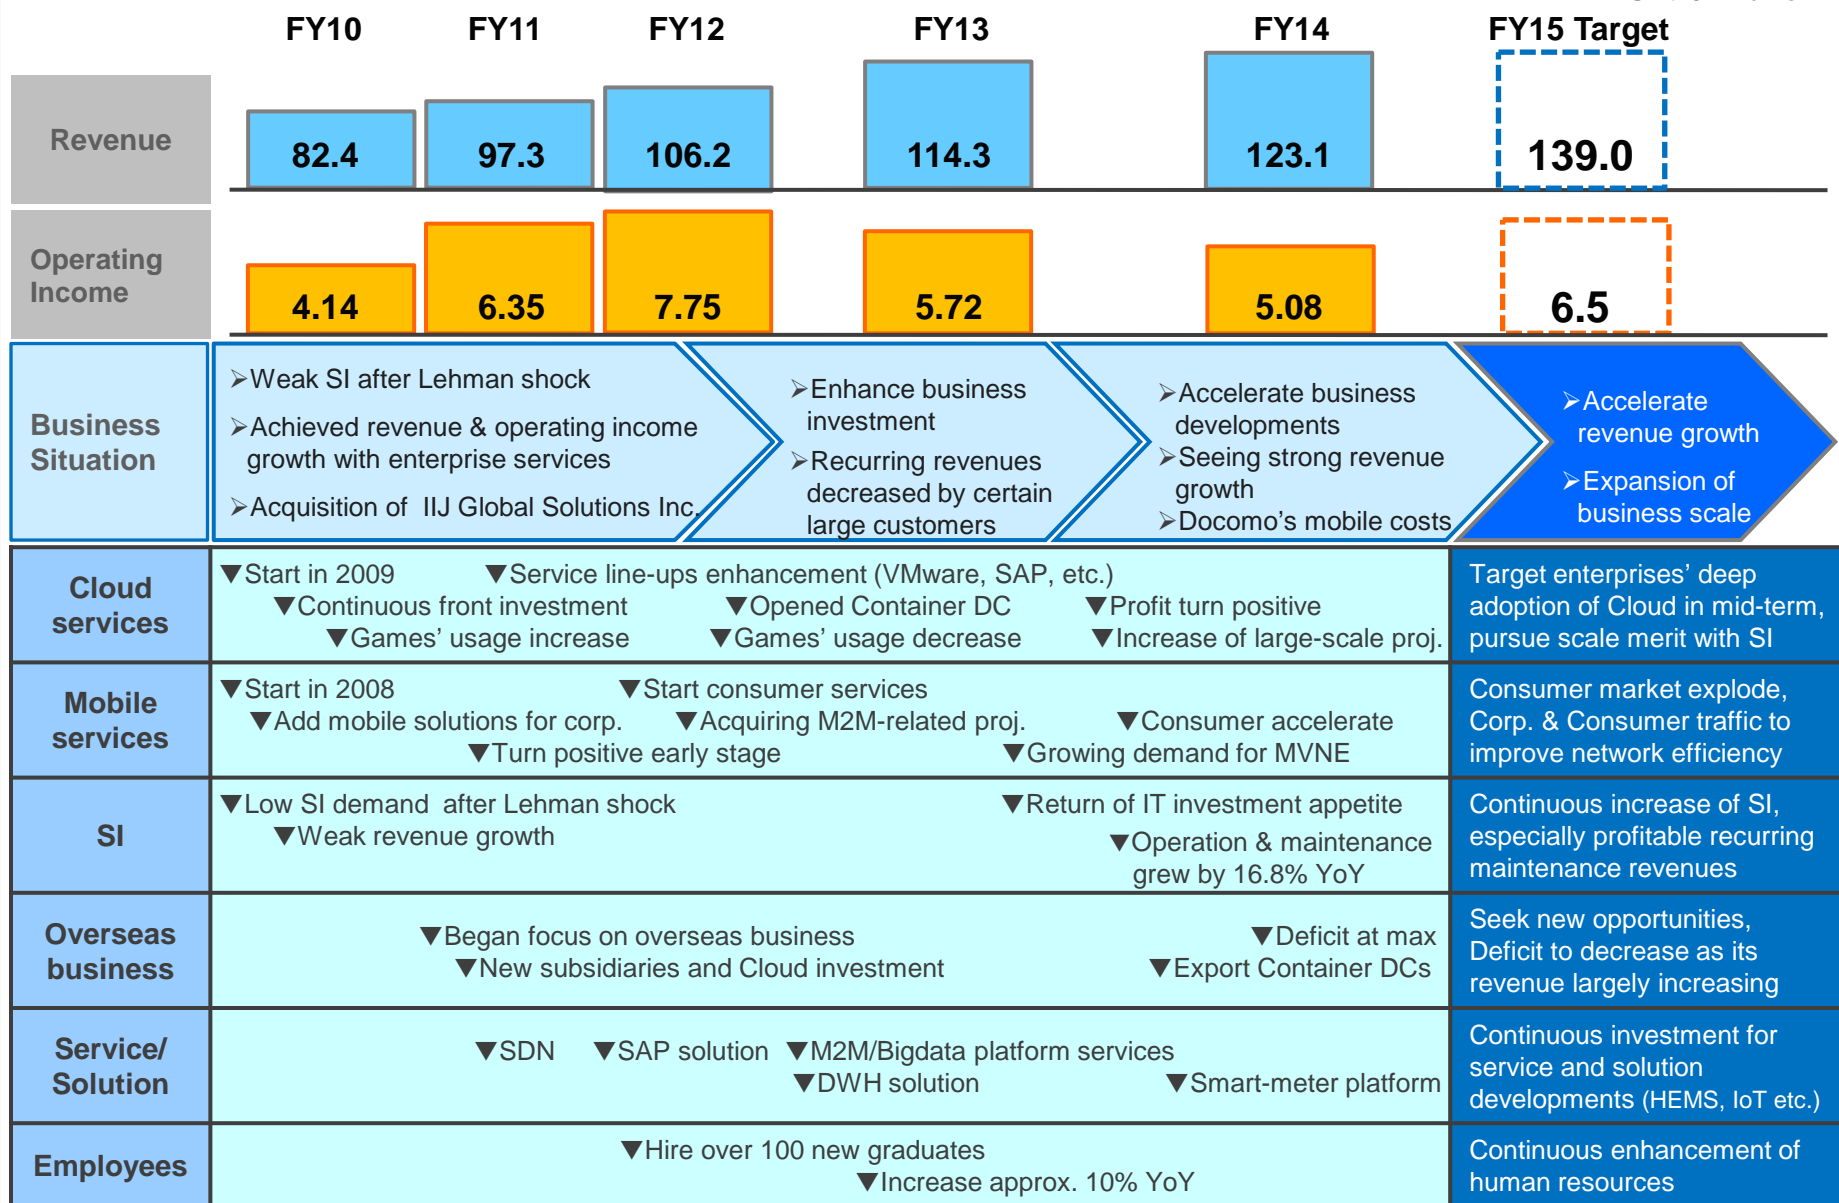 FY10 FY11 FY12 FY13 FY14 FY15 Target
Revenue
82.4 97.3 106.2 114.3 123.1 139.0
Operating
Income
4.14 6.35 7.75 5.72 5.08 6.5
Business
Situation
➢Weak SI after Lehman shock
➢Achieved revenue & operating income
growth with enterprise services
➢Acquisition of IIJ Global Solutions Inc.
➢Enhance business
investment
➢Recurring revenues
decreased by certain
large customers
➢Accelerate business
developments
➢Seeing strong revenue
growth
➢Docomo’s mobile costs
➢Accelerate
revenue growth
➢Expansion of
business scale
Cloud
services
▼Start in 2009 ▼Service line-ups enhancement (VMware, SAP, etc.)
▼Continuous front investment ▼Opened Container DC ▼Profit turn positive
▼Games’ usage increase ▼Games’ usage decrease ▼Increase of large-scale proj.
Target enterprises’ deep
adoption of Cloud in mid-term,
pursue scale merit with SI
Mobile
services
▼Start in 2008 ▼Start consumer services
▼Add mobile solutions for corp. ▼Acquiring M2M-related proj. ▼Consumer accelerate
▼Turn positive early stage ▼Growing demand for MVNE
Consumer market explode,
Corp. & Consumer traffic to
improve network efficiency
SI
▼Low SI demand after Lehman shock ▼Return of IT investment appetite
▼Weak revenue growth ▼Operation & maintenance
grew by 16.8% YoY
Continuous increase of SI,
especially profitable recurring
maintenance revenues
Overseas
business
▼Began focus on overseas business ▼Deficit at max
▼New subsidiaries and Cloud investment ▼Export Container DCs
Seek new opportunities,
Deficit to decrease as its
revenue largely increasing
Service/
Solution
▼SDN ▼SAP solution ▼M2M/Bigdata platform services
▼DWH solution ▼Smart-meter platform
Continuous investment for
service and solution
developments (HEMS, IoT etc.)
Employees
▼Hire over 100 new graduates
▼Increase approx. 10% YoY
Continuous enhancement of
human resources